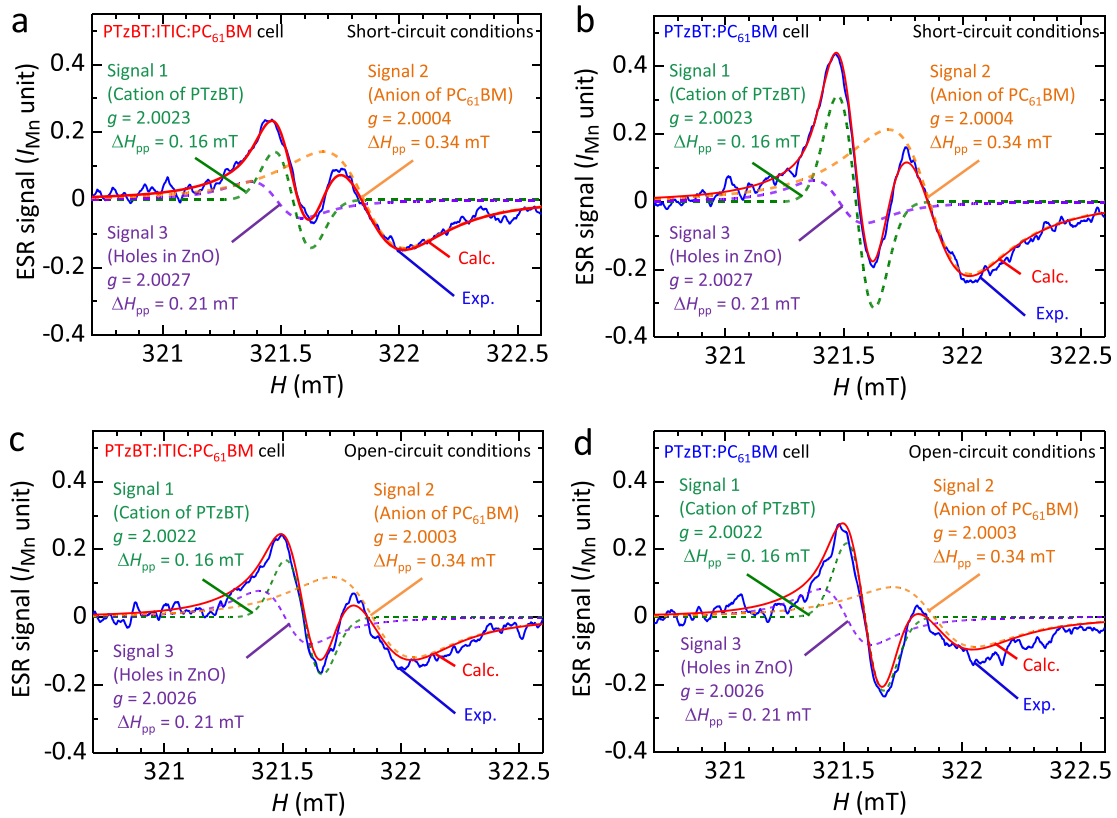 a
PTzBT:ITIC:PC61BM cell
Short-circuit conditions
Signal 1
(Cation of PTzBT)
g = 2.0023
ΔHpp = 0.16 mT
Signal 2
(Anion of PC61BM)
g = 2.0004
ΔHpp = 0.34 mT
Signal 3
(Holes in ZnO)
g = 2.0027
ΔHpp = 0. 21 mT
Calc.
Exp.
ESR signal (IMn unit)
0.4
0.2
0
-0.2
-0.4
321
321.5
322
322.5
H (mT)
b
PTzBT:PC61BM cell
Short-circuit conditions
Signal 1
(Cation of PTzBT)
g = 2.0023
ΔHpp = 0.16 mT
Signal 2
(Anion of PC61BM)
g = 2.0004
ΔHpp = 0.34 mT
Signal 3
(Holes in ZnO)
g = 2.0027
ΔHpp = 0. 21 mT
Calc.
Exp.
ESR signal (IMn unit)
0.4
0.2
0
-0.2
-0.4
321
321.5
322
322.5
H (mT)
c
PTzBT:ITIC:PC61BM cell
Open-circuit conditions
Signal 1
(Cation of PTzBT)
g = 2.0022
ΔHpp = 0.16 mT
Signal 2
(Anion of PC61BM)
g = 2.0003
ΔHpp = 0.34 mT
Signal 3
(Holes in ZnO)
g = 2.0026
ΔHpp = 0. 21 mT
Calc.
Exp.
ESR signal (IMn unit)
0.4
0.2
0
-0.2
-0.4
321
321.5
322
322.5
H (mT)
d
PTzBT:PC61BM cell
Open-circuit conditions
Signal 1
(Cation of PTzBT)
g = 2.0022
ΔHpp = 0.16 mT
Signal 2
(Anion of PC61BM)
g = 2.0003
ΔHpp = 0.34 mT
Signal 3
(Holes in ZnO)
g = 2.0026
ΔHpp = 0. 21 mT
Calc.
Exp.
ESR signal (IMn unit)
0.4
0.2
0
-0.2
-0.4
321
321.5
322
322.5
H (mT)